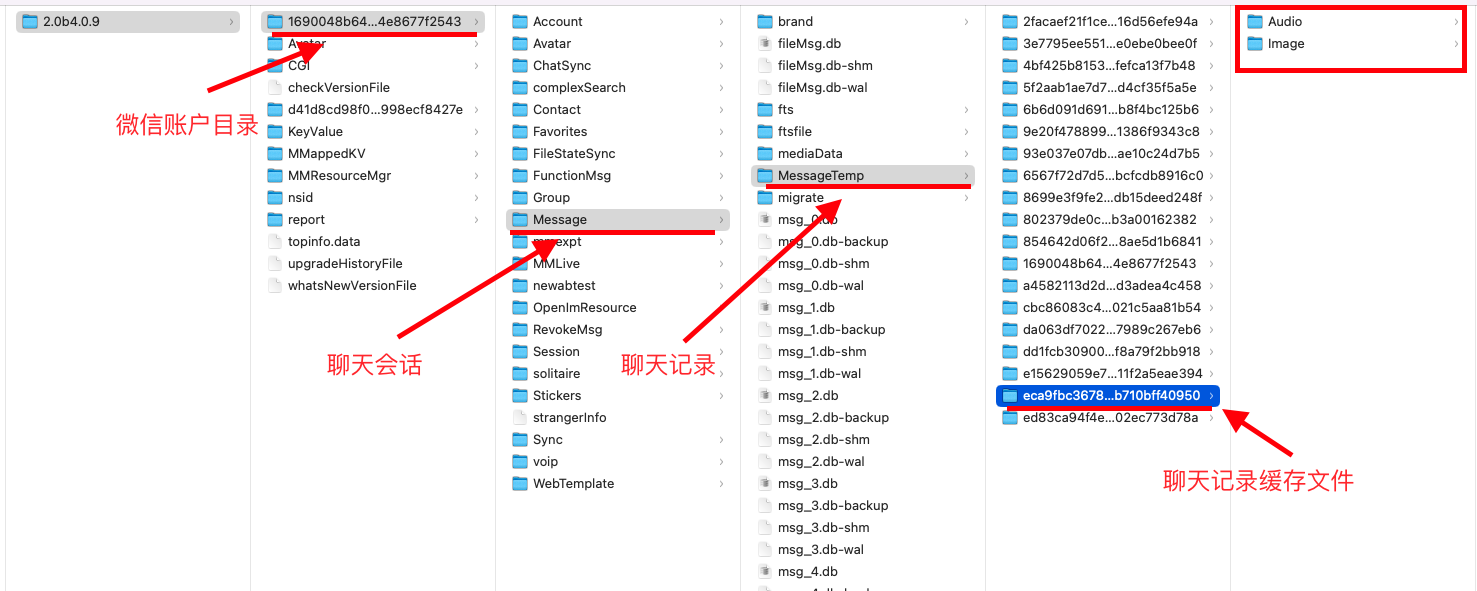 2.0b4.0.9
1690048b64...4e8677f2543
Avatar
CGI
checkVersionFile
d41d8cd98f0...998ecf8427e
KeyValue
MMappedKV
MMResourceMgr
nsid
report
topinfo.data
upgradeHistoryFile
whatsNewVersionFile
微信账户目录
Account
Avatar
ChatSync
complexSearch
Contact
Favorites
FileStateSync
FunctionMsg
Group
Message
mmexpt
MMLive
newabtest
OpenImResource
RevokeMsg
Session
solitaire
Stickers
strangerInfo
Sync
voip
WebTemplate
聊天会话
brand
fileMsg.db
fileMsg.db-shm
fileMsg.db-wal
fts
ftsfile
mediaData
MessageTemp
migrate
msg_0.db
msg_0.db-backup
msg_0.db-shm
msg_0.db-wal
msg_1.db
msg_1.db-backup
msg_1.db-shm
msg_1.db-wal
msg_2.db
msg_2.db-backup
msg_2.db-shm
msg_2.db-wal
msg_3.db
msg_3.db-backup
msg_3.db-shm
msg_3.db-wal
msg_4.db
聊天记录
2facaef21f1ce...16d56efe94a
3e7795ee551...e0ebe0bee0f
4bf425b8153...fefca13f7b48
5f2aab1ae7d7...d4cf35f5a5e
6b6d091d691...b8f4bc125b6
9e20f478899...1386f9343c8
93e037e07db...ae10c24d7b5
6567f72d7d5...bcfcdb8916c0
8699e3f9fe2...db15deed248f
802379de0c...b3a00162382
854642d06f2...8ae5d1b6841
1690048b64...4e8677f2543
a4582113d2d...d3adea4c458
cbc86083c4...021c5aa81b54
da063df7022...7989c267eb6
dd1fcb30900...f8a79f2bb918
e15629059e7...11f2a5eae394
eca9fbc3678...b710bff40950
ed83ca94f4e...02ec773d78a
聊天记录缓存文件
Audio
Image